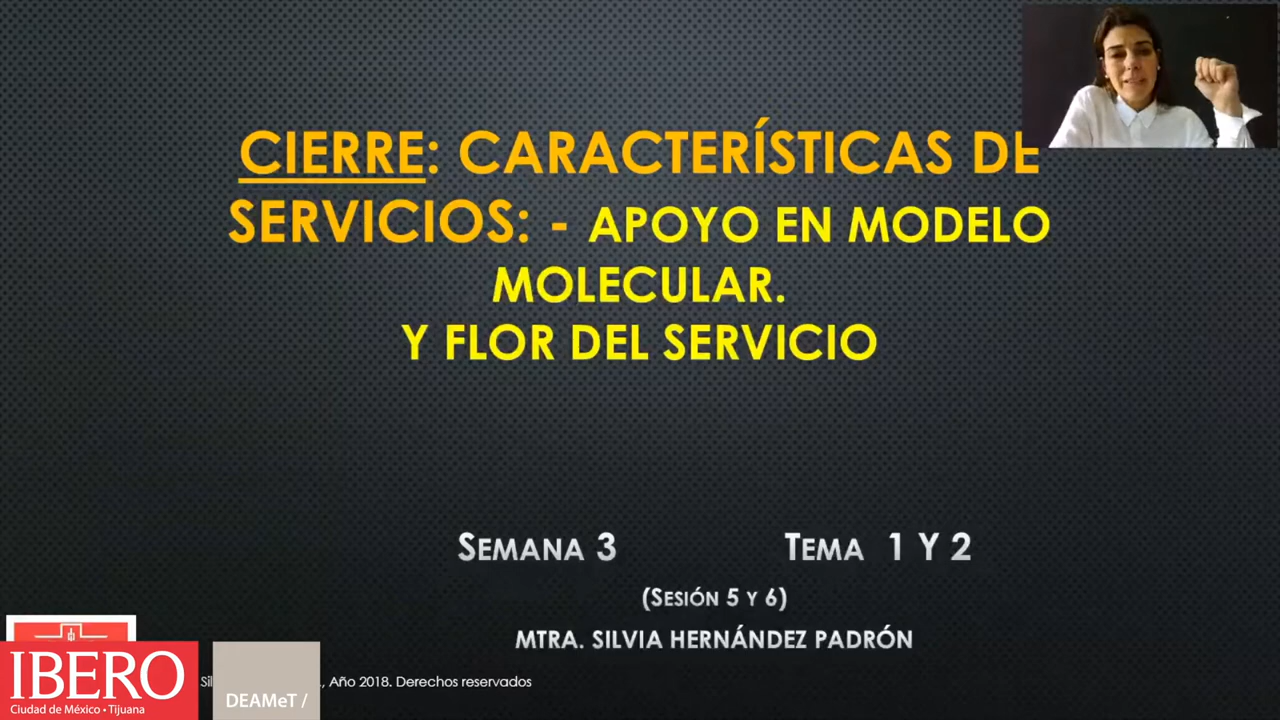 CIERRE: CARACTERÍSTICAS DE
SERVICIOS: - APOYO EN MODELO
MOLECULAR.
Y FLOR DEL SERVICIO
SEMANA 3 TEMA 1 Y 2
(SESIÓN 5 Y 6)
MTRA. SILVIA HERNÁNDEZ PADRÓN
, Año 2018. Derechos reservados
IBERO
Ciudad de México • Tijuana
DEAMeT /